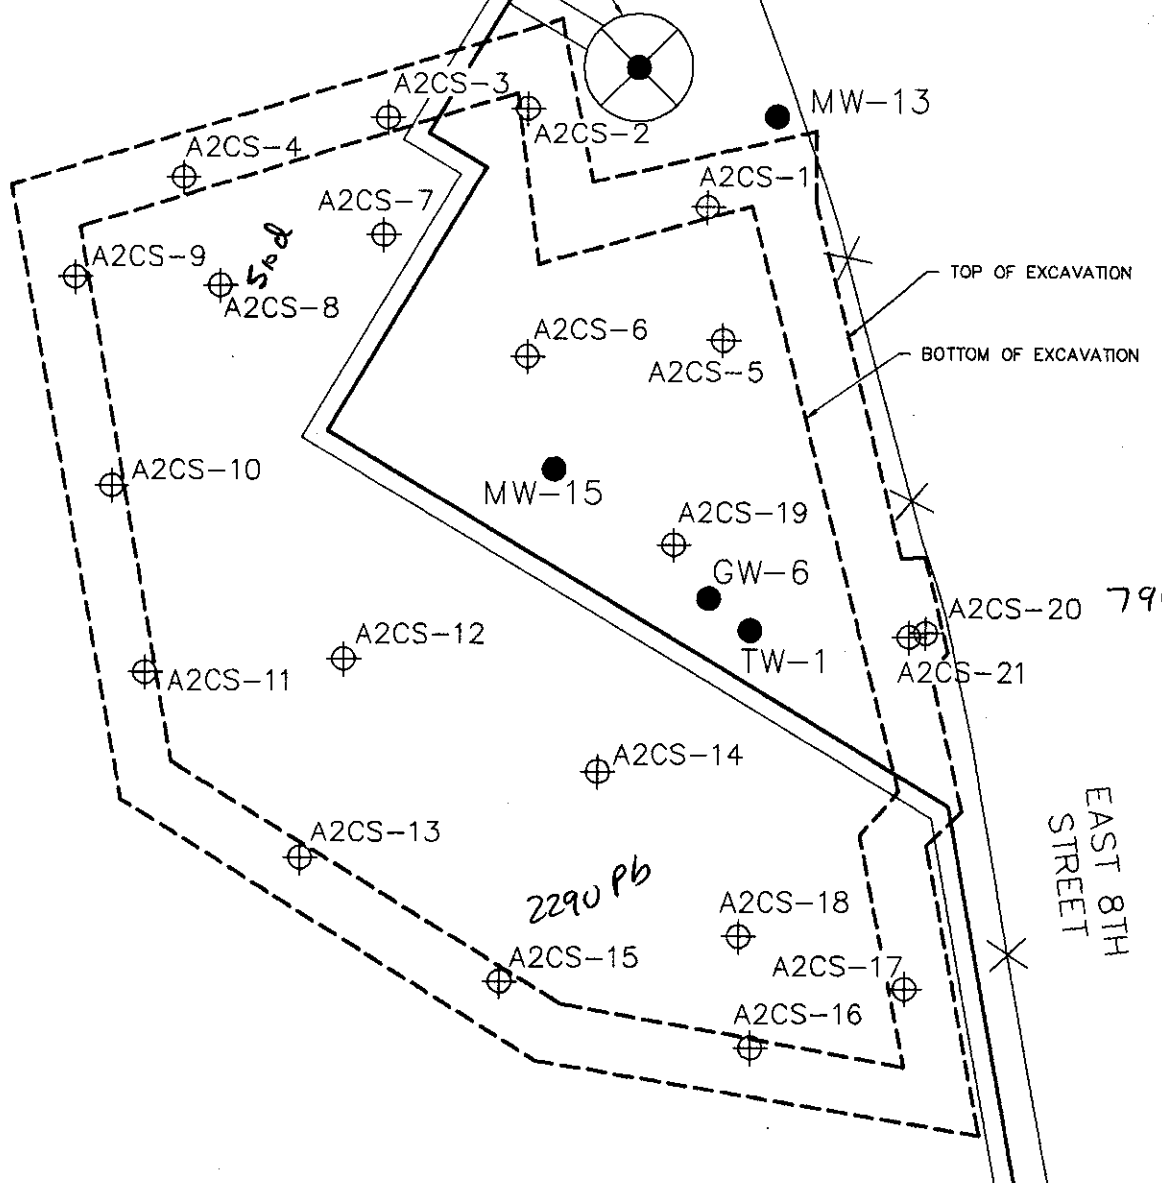 A2CS-3
MW-13
A2CS-2
A2CS-4
A2CS-1
A2CS-7
A2CS-9
A2CS-8
TOP OF EXCAVATION
A2CS-6
BOTTOM OF EXCAVATION
A2CS-5
A2CS-10
MW-15
A2CS-19
GW-6
A2CS-20
A2CS-12
TW-1
A2CS-21
A2CS-11
A2CS-14
EAST 8TH
STREET
A2CS-13
2290 Pb
A2CS-18
A2CS-15
A2CS-17
A2CS-16